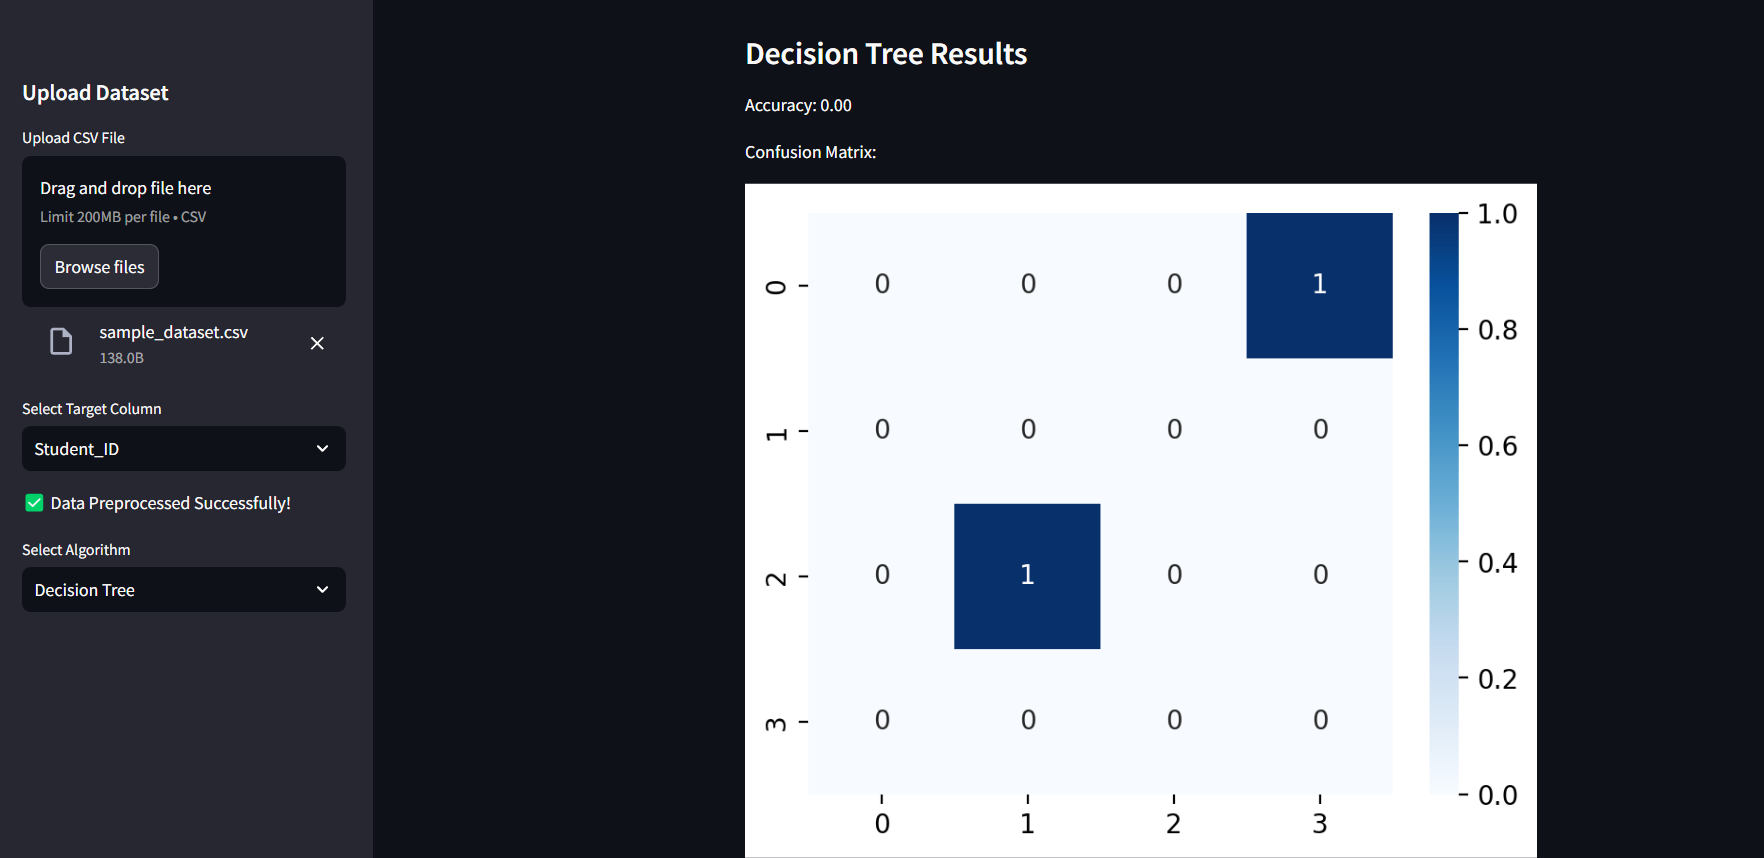 Upload Dataset
Upload CSV File
Drag and drop file here
Limit 200MB per file • CSV
Browse files
sample_dataset.csv
138.0B
Select Target Column
Student_ID
✅ Data Preprocessed Successfully!
Select Algorithm
Decision Tree
Decision Tree Results
Accuracy: 0.00
Confusion Matrix:
0 0 0 0 1
1 0 0 0 0
2 0 1 0 0
3 0 0 0 0
0 1 2 3
1.0
0.8
0.6
0.4
0.2
0.0